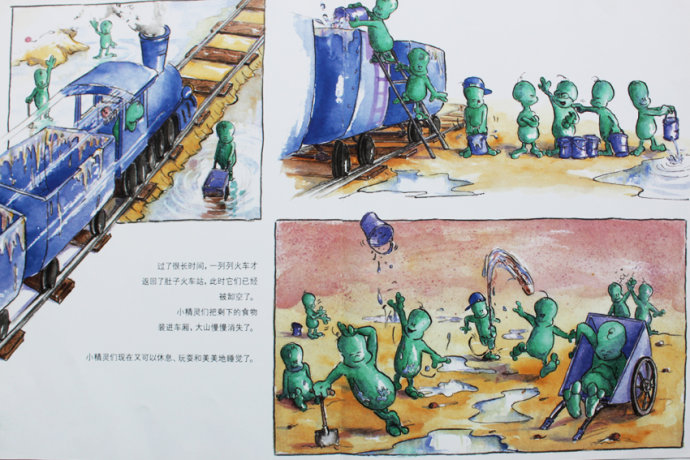 过了很长时间，一列列火车才
返回了肚子火车站。此时它们已经
被卸空了。
小精灵们把剩下的食物
装进车厢，大山慢慢消失了。
小精灵们现在又可以休息、玩耍和美美地睡觉了。